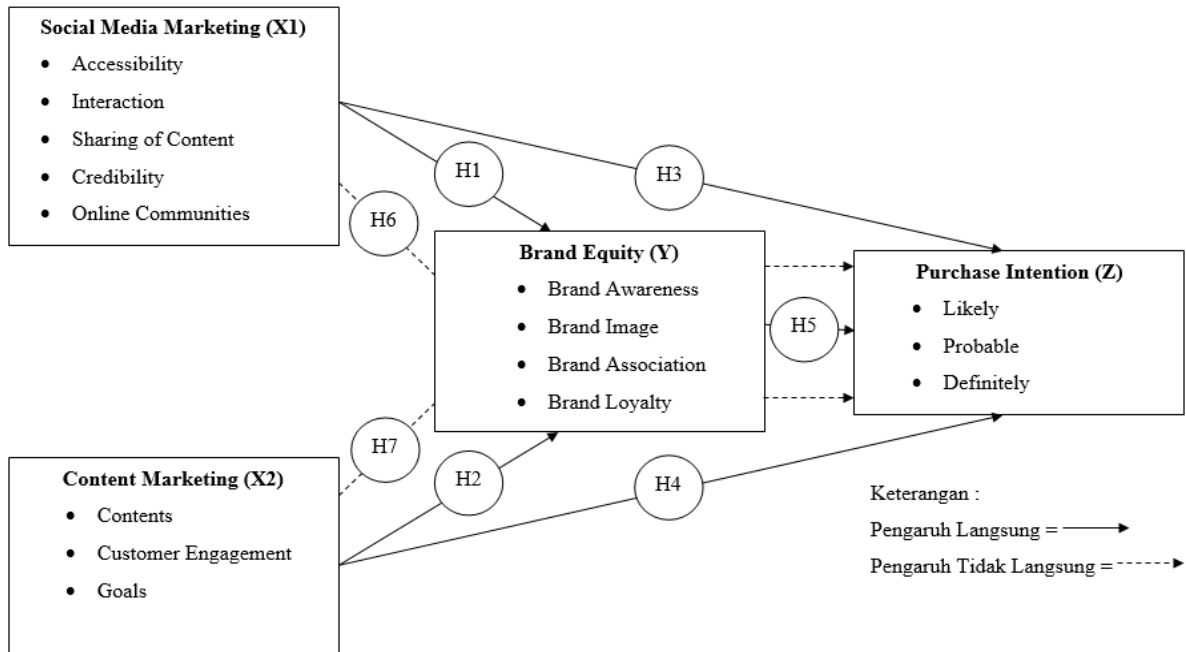 Social Media Marketing (X1)
• Accessibility
• Interaction
• Sharing of Content
• Credibility
• Online Communities
H1
H3
H6
Brand Equity (Y)
• Brand Awareness
• Brand Image
• Brand Association
• Brand Loyalty
H5
Purchase Intention (Z)
• Likely
• Probable
• Definitely
H7
H2
H4
Content Marketing (X2)
• Contents
• Customer Engagement
• Goals
Keterangan :
Pengaruh Langsung =
Pengaruh Tidak Langsung =